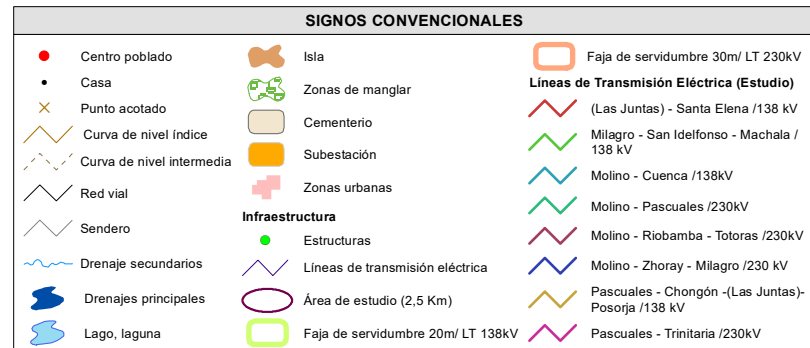 SIGNOS CONVENCIONALES
Centro poblado
Casa
Punto acotado
Curva de nivel índice
Curva de nivel intermedia
Red vial
Sendero
Drenaje secundarios
Drenajes principales
Lago, laguna
Isla
Zonas de manglar
Cementerio
Subestación
Zonas urbanas
Infraestructura
Estructuras
Líneas de transmisión eléctrica
Área de estudio (2,5 Km)
Faja de servidumbre 20m/ LT 138kV
Faja de servidumbre 30m/ LT 230kV
Líneas de Transmisión Eléctrica (Estudio)
(Las Juntas) - Santa Elena /138 kV
Milagro - San Idelfonso - Machala /
138 kV
Molino - Cuenca /138kV
Molino - Pascuales /230kV
Molino - Riobamba - Totoras /230kV
Molino - Zhoray - Milagro /230 kV
Pascuales - Chongón -(Las Juntas)-
Posorja /138 kV
Pascuales - Trinitaria /230kV